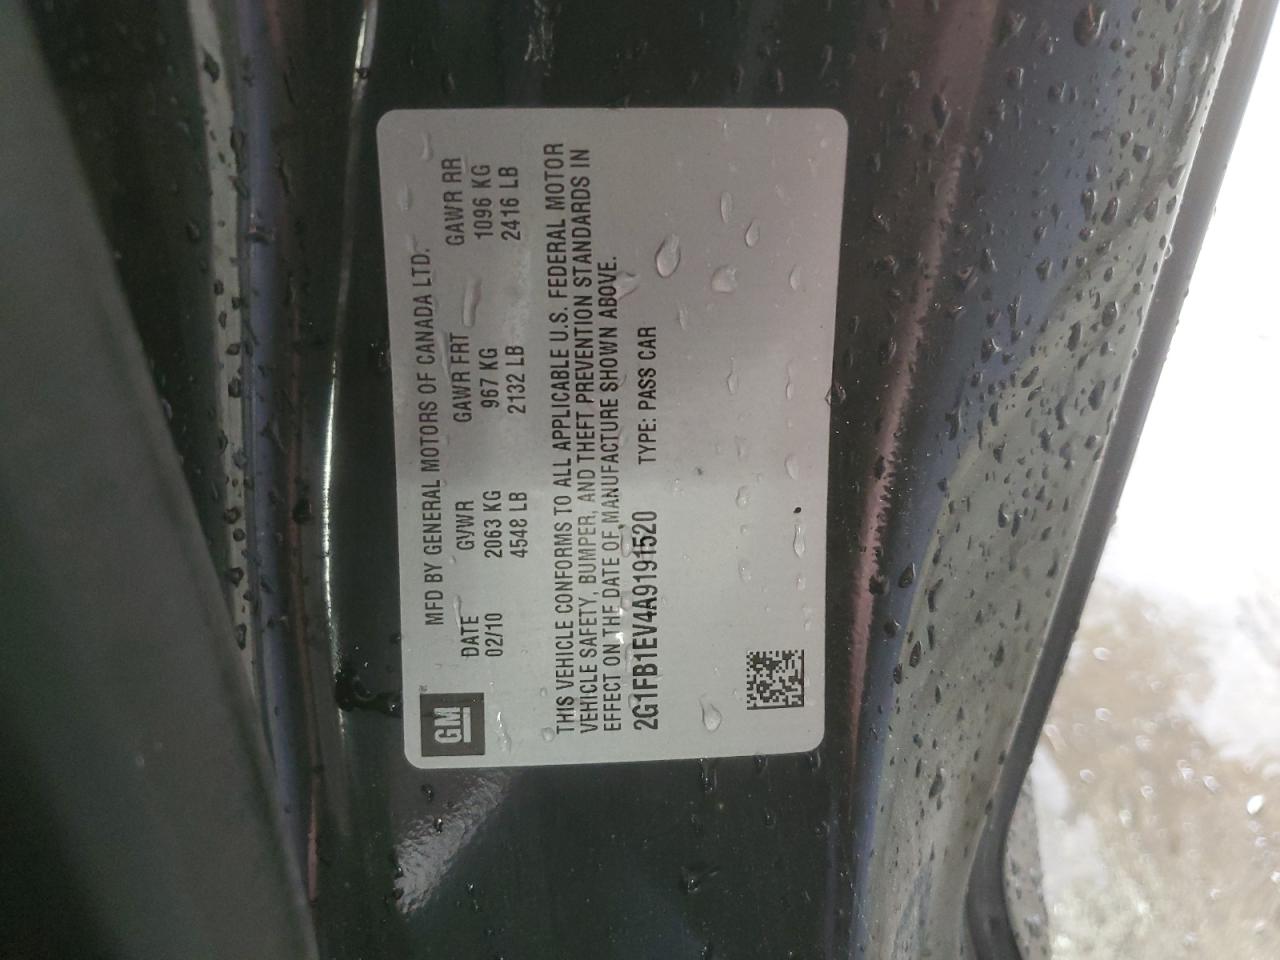 GM
MFD BY GENERAL MOTORS OF CANADA LTD.
DATE GVWR GAWR FRT GAWR RR
02/10 2063 KG 967 KG 1096 KG
4548 LB 2132 LB 2416 LB
THIS VEHICLE CONFORMS TO ALL APPLICABLE U.S. FEDERAL MOTOR
VEHICLE SAFETY, BUMPER, AND THEFT PREVENTION STANDARDS IN
EFFECT ON THE DATE OF MANUFACTURE SHOWN ABOVE.
2G1FB1EV4A9191520 TYPE: PASS CAR